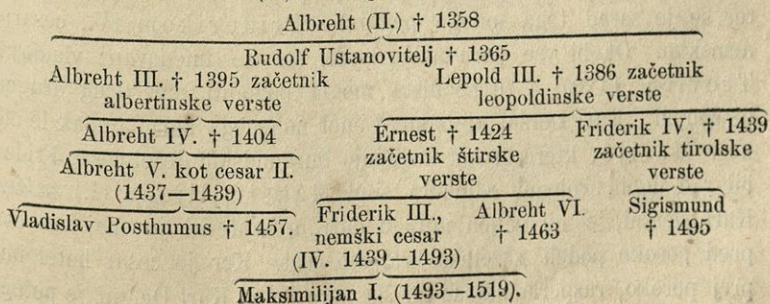 Albreht (II.) † 1358
Rudolf Ustanovitelj † 1365
Albreht III. † 1395 začetnik
albertinske verste
Lepold III. † 1386 začetnik
leopoldinske verste
Albreht IV. † 1404
Albreht V. kot cesar II.
(1437—1439)
Vladislav Posthumus † 1457.
Ernest † 1424
začetnik štirske
verste
Friderik IV. † 1439
začetnik tirolske
verste
Friderik III.,
nemški cesar
(IV. 1439—1493)
Albreht VI.
† 1463
Sigismund
† 1495
Maksimilijan I. (1493—1519).